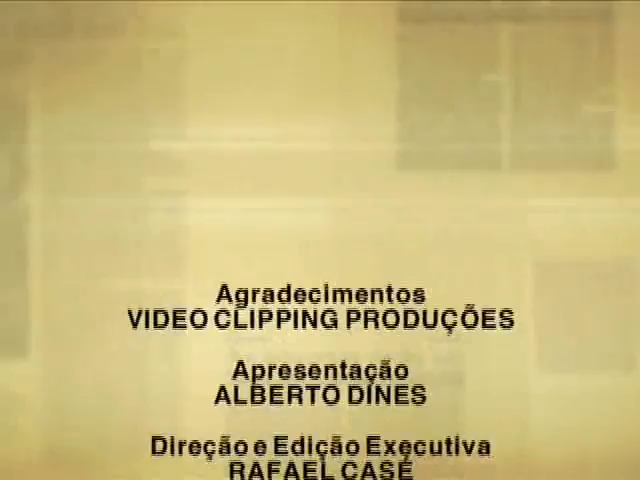 Agradecimentos
VIDEO CLIPPING PRODUÇÕES
Apresentação
ALBERTO DINES
Direção e Edição Executiva
RAFAEL CASÉ